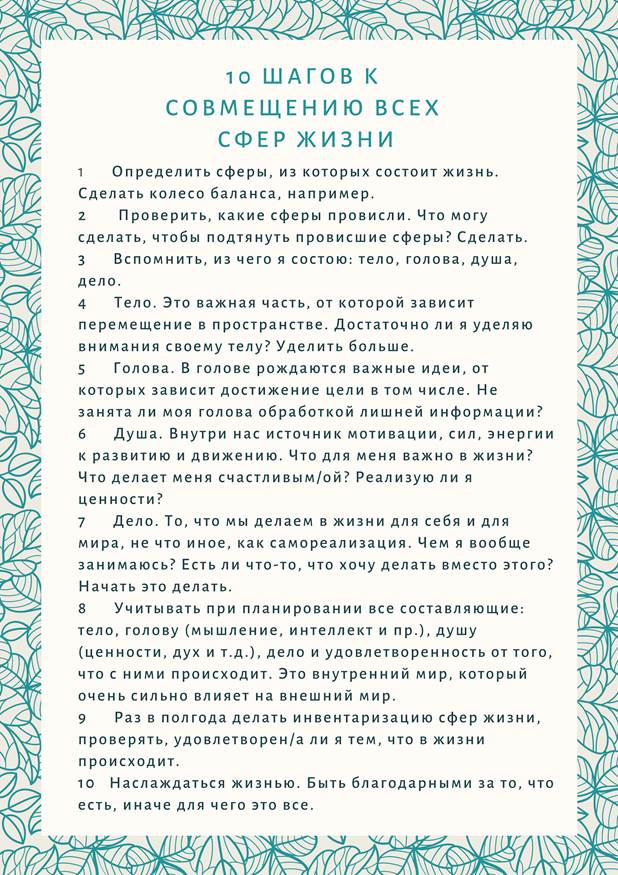 10 ШАГОВ К
СОВМЕЩЕНИЮ ВСЕХ
СФЕР ЖИЗНИ
1 Определить сферы, из которых состоит жизнь.
Сделать колесо баланса, например.
2 Проверить, какие сферы провисли. Что могу
сделать, чтобы подтянуть провисшие сферы? Сделать.
3 Вспомнить, из чего я состою: тело, голова, душа,
дело.
4 Тело. Это важная часть, от которой зависит
перемещение в пространстве. Достаточно ли я уделяю
внимания своему телу? Уделить больше.
5 Голова. В голове рождаются важные идеи, от
которых зависит достижение цели в том числе. Не
занята ли моя голова обработкой лишней информации?
6 Душа. Внутри нас источник мотивации, сил, энергии
к развитию и движению. Что для меня важно в жизни?
Что делает меня счастливым/ой? Реализую ли я
ценности?
7 Дело. То, что мы делаем в жизни для себя и для
мира, не что иное, как самореализация. Чем я вообще
занимаюсь? Есть ли что-то, что хочу делать вместо этого?
Начать это делать.
8 Учитывать при планировании все составляющие:
тело, голову (мышление, интеллект и пр.), душу
(ценности, дух и т.д.), дело и удовлетворенность от того,
что с ними происходит. Это внутренний мир, который
очень сильно влияет на внешний мир.
9 Раз в полгода делать инвентаризацию сфер жизни,
проверять, удовлетворен/а ли я тем, что в жизни
происходит.
10 Наслаждаться жизнью. Быть благодарными за то, что
есть, иначе для чего это все.